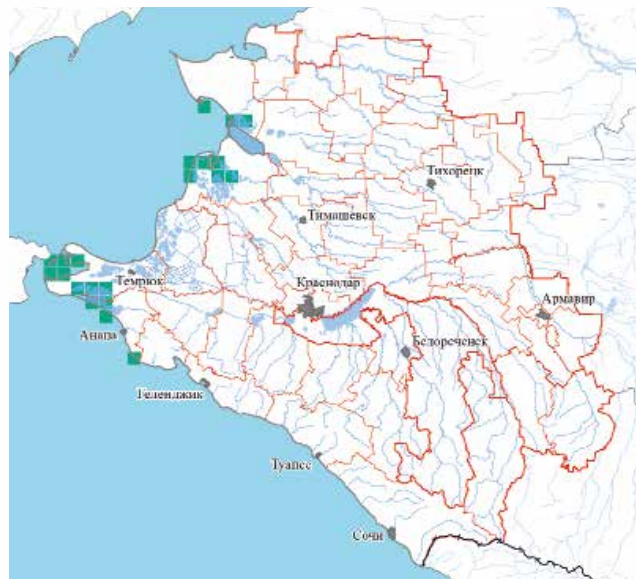 Тихорецк
Тимашевск
Темрюк
Краснодар
Армавир
Анапа
Белореченск
Геленджик
Туапсе
Сочи